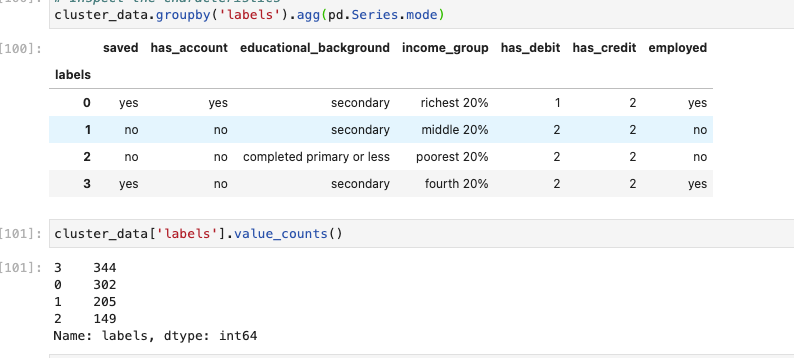 # Inspect the characteristics
cluster_data.groupby('labels').agg(pd.Series.mode)
[100]:
saved has_account educational_background income_group has_debit has_credit employed
labels
0 yes yes secondary richest 20% 1 2 yes
1 no no secondary middle 20% 2 2 no
2 no no completed primary or less poorest 20% 2 2 no
3 yes no secondary fourth 20% 2 2 yes
[101]: cluster_data['labels'].value_counts()
[101]: 3 344
0 302
1 205
2 149
Name: labels, dtype: int64